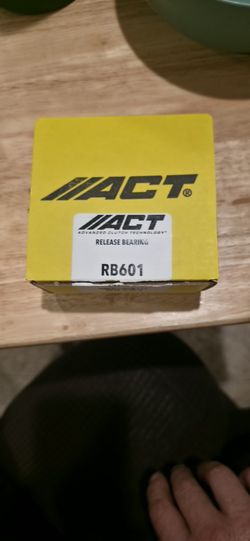 //ACT®
//ACT
ADVANCED CLUTCH TECHNOLOGY®
RELEASE BEARING
RB601